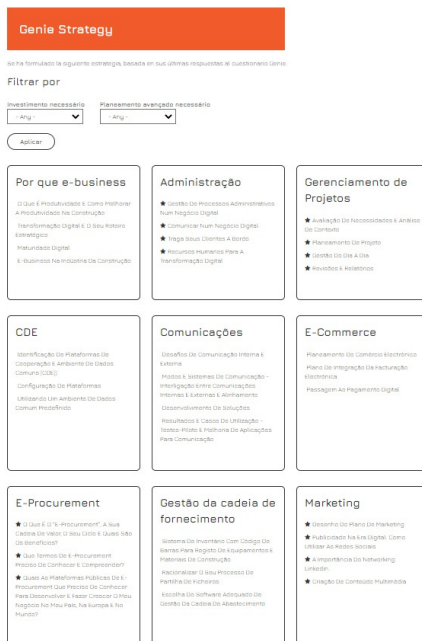 Genie Strategy
Se ha formulado la siguiente estrategia, basada en sus últimas respuestas al cuestionario Genie.
Filtrar por
Investimento necessário
Planeamento avançado necessário
- Any -
- Any -
Aplicar
Por que e-business
O Que É Produtividade E Como Melhorar
A Produtividade Na Construção
Transformação Digital E O Seu Roteiro
Estratégico
Maturidade Digital
E-Business Na Indústria Da Construção
Administração
★ Gestão De Processos Administrativos
Num Negócio Digital
★ Comunicar Num Negócio Digital
★ Traga Seus Clientes A Bordo
★ Recursos Humanos Para A
Transformação Digital
Gerenciamento de
Projetos
★ Avaliação De Necessidades E Análise
De Contexto
★ Planeamento Do Projeto
★ Gestão Do Dia A Dia
★ Revisões E Relatórios
CDE
Identificação De Plataformas De
Cooperação E Ambiente De Dados
Comuns (CDE))
Configuração De Plataformas
Utilizando Um Ambiente De Dados
Comum Predefinido
Comunicações
Desafios De Comunicação Interna E
Externa
Modos E Sistemas De Comunicação -
Interligação Entre Comunicações
Internas E Externas E Alinhamento
Desenvolvimento De Soluções
Resultados E Casos De Utilização -
Testes-Piloto E Melhoria De Aplicações
Para Comunicação
E-Commerce
Planeamento De Comércio Electrónico
Plano De Integração Da Facturação
Electrónica
Passagem Ao Pagamento Digital
E-Procurement
★ O Que É O "E-Procurement", A Sua
Cadeia De Valor O Seu Ciclo E Quais São
Os Benefícios?
★ Que Termos De E-Procurement
Preciso De Conhecer E Compreender?
★ Quais As Plataformas Públicas De E-
Procurement Que Preciso De Conhecer
Para Desenvolver E Fazer Crescer O Meu
Negócio No Meu País, Na Europa E No
Mundo?
Gestão da cadeia de
fornecimento
Sistema De Inventário Com Código De
Barras Para Registo De Equipamentos E
Materiais De Construção
Racionalizar O Seu Processo De
Partilha De Ficheiros
Escolha Do Software Adequado De
Gestão Da Cadeia De Abastecimento
Marketing
★ Desenho Do Plano De Marketing
★ Publicidade Na Era Digital: Como
Utilizar As Redes Sociais
★ A Importância Do Networking:
LinkedIn
★ Criação De Conteúdo Multimédia